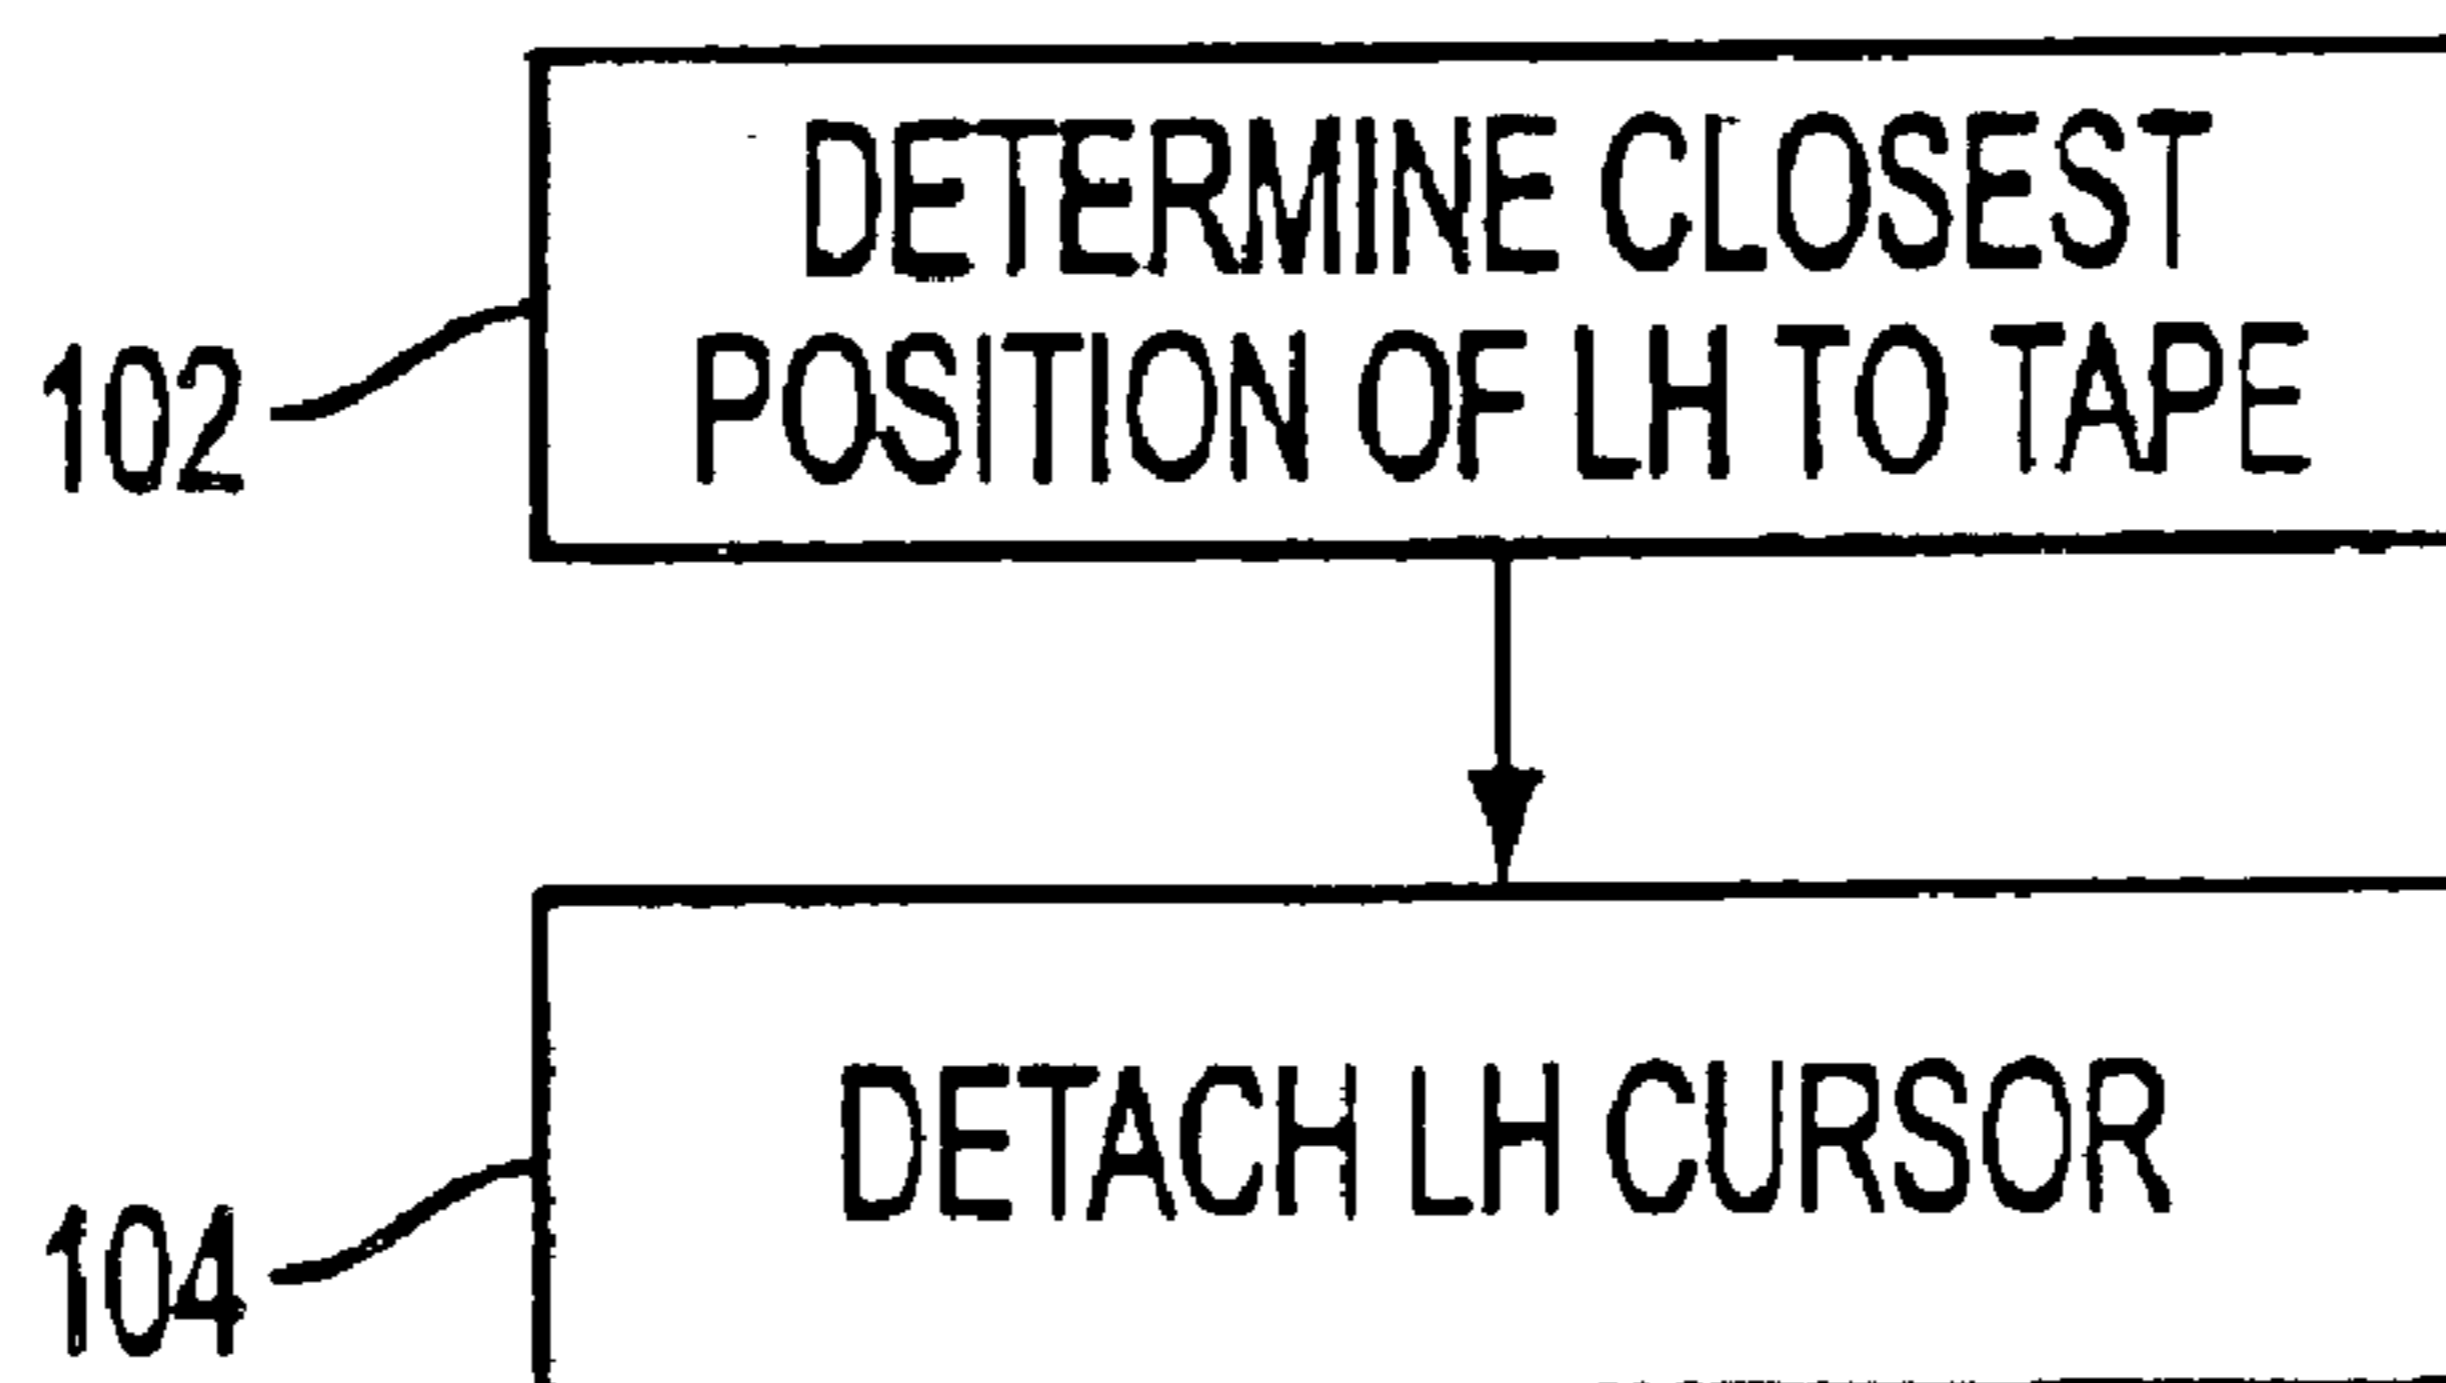 DETERMINE CLOSEST
102
POSITION OF LH TO TAPE
DETACH LH CURSOR
104